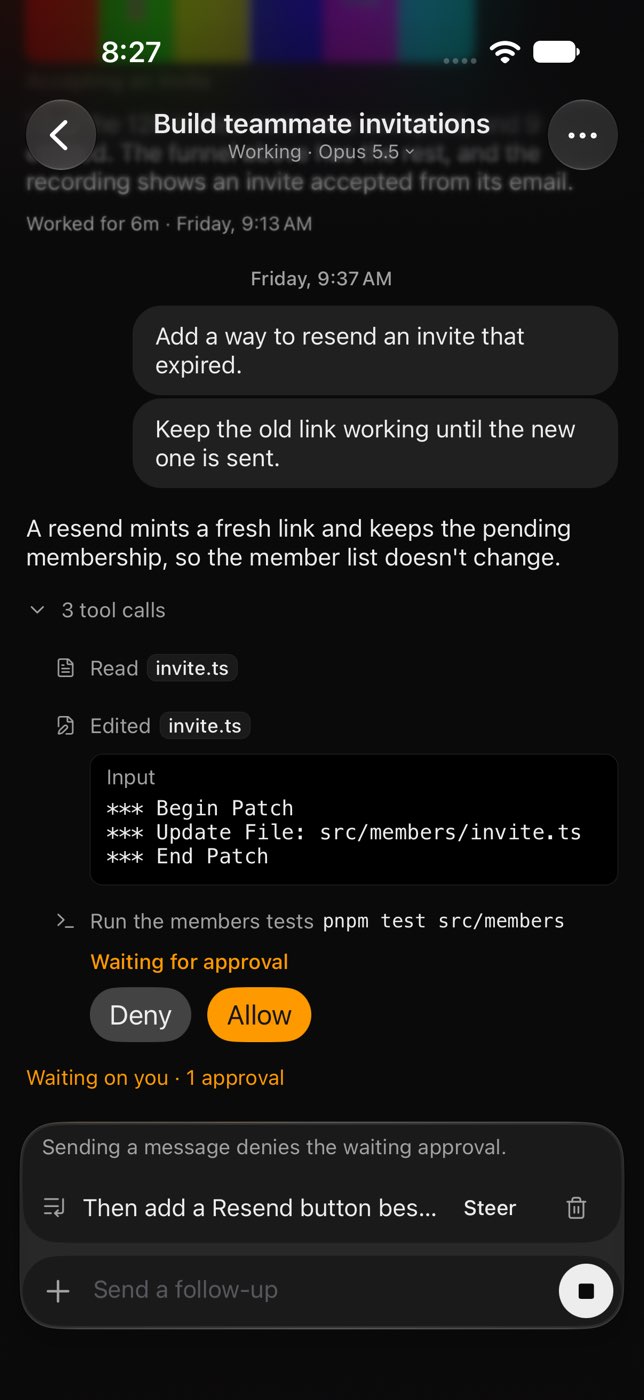 8:27
Build teammate invitations
Working · Opus 5.5
recording shows an invite accepted from its email.
Worked for 6m · Friday, 9:13 AM
Friday, 9:37 AM
Add a way to resend an invite that
expired.
Keep the old link working until the new
one is sent.
A resend mints a fresh link and keeps the pending
membership, so the member list doesn't change.
3 tool calls
Read invite.ts
Edited invite.ts
Input
*** Begin Patch
*** Update File: src/members/invite.ts
*** End Patch
Run the members tests pnpm test src/members
Waiting for approval
Deny Allow
Waiting on you · 1 approval
Sending a message denies the waiting approval.
Then add a Resend button bes... Steer
Send a follow-up